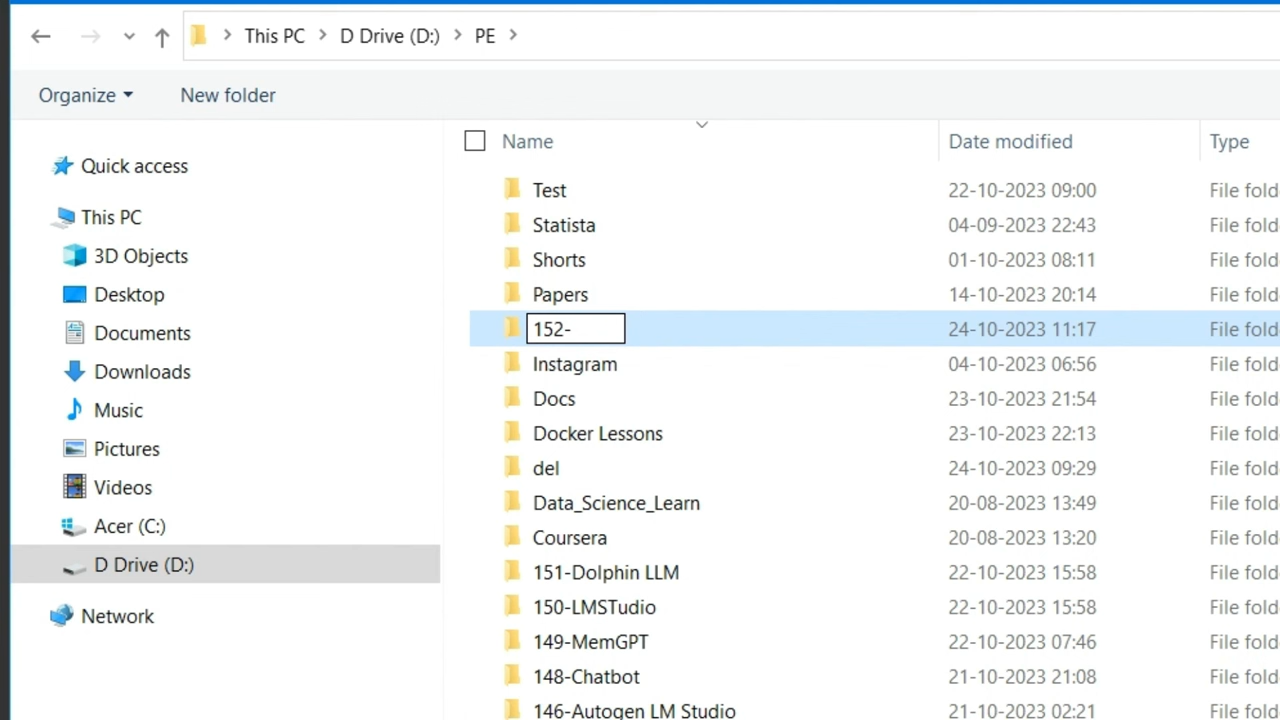 This PC > D Drive (D:) > PE >
Organize New folder
Name Date modified Type
Quick access
This PC
3D Objects
Desktop
Documents
Downloads
Music
Pictures
Videos
Acer (C:)
D Drive (D:)
Network
Test 22-10-2023 09:00 File fold
Statista 04-09-2023 22:43 File fold
Shorts 01-10-2023 08:11 File fold
Papers 14-10-2023 20:14 File fold
152- 24-10-2023 11:17 File fold
Instagram 04-10-2023 06:56 File fold
Docs 23-10-2023 21:54 File fold
Docker Lessons 23-10-2023 22:13 File fold
del 24-10-2023 09:29 File fold
Data_Science_Learn 20-08-2023 13:49 File fold
Coursera 20-08-2023 13:20 File fold
151-Dolphin LLM 22-10-2023 15:58 File fold
150-LMSTudio 22-10-2023 15:58 File fold
149-MemGPT 22-10-2023 07:46 File fold
148-Chatbot 21-10-2023 21:08 File fold
146-Autogen LM Studio 21-10-2023 02:21 File fold